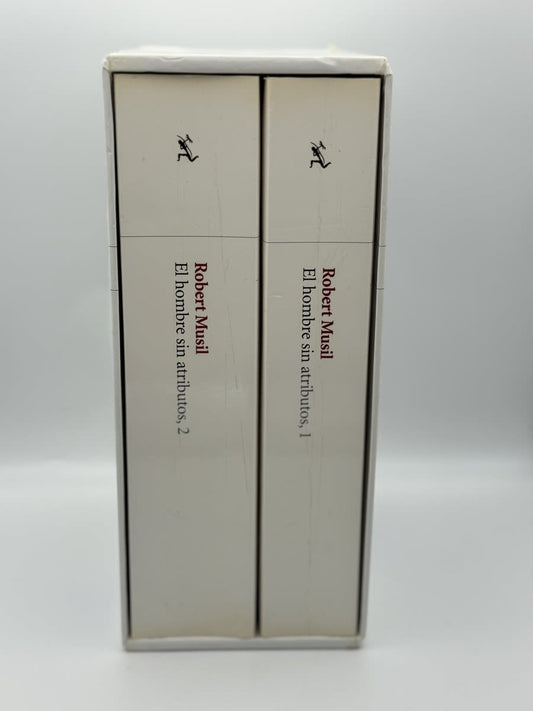 Robert Musil
El hombre sin atributos, 2
Robert Musil
El hombre sin atributos, 1